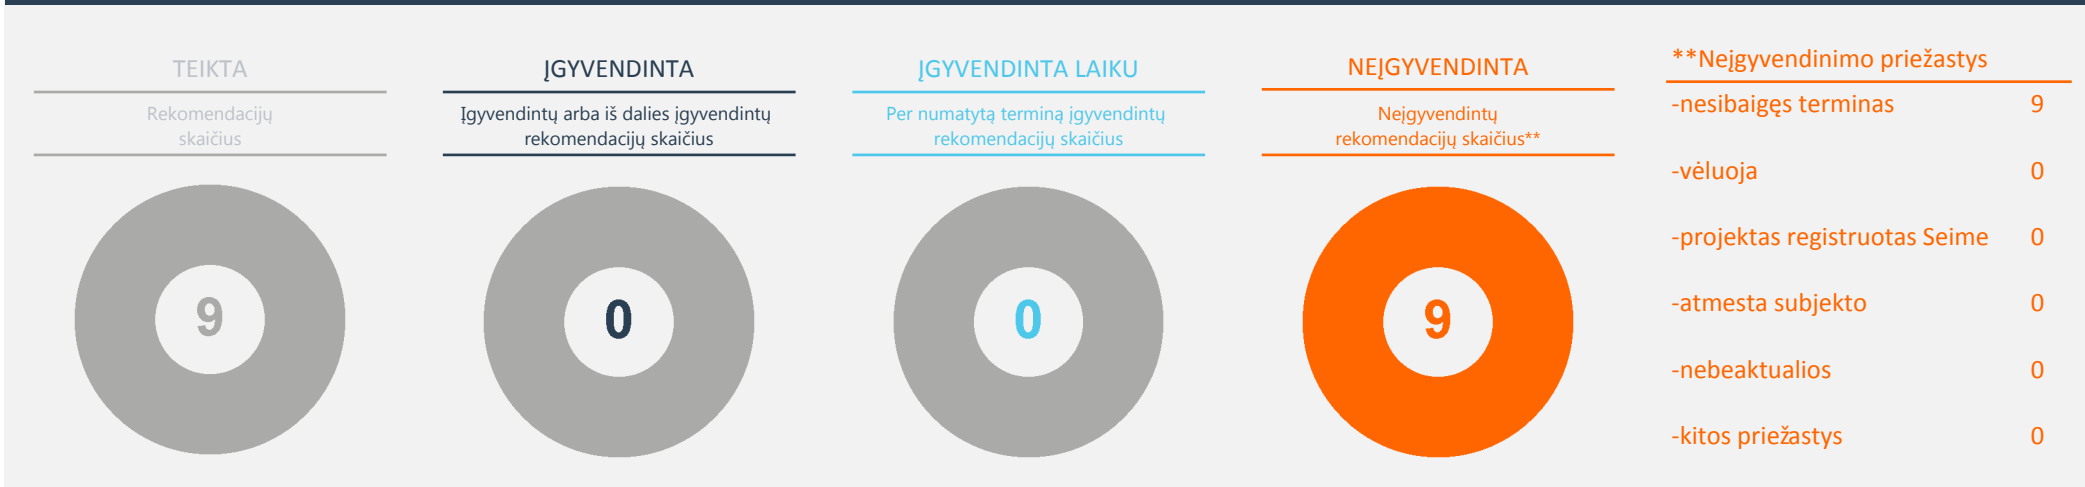 TEIKTA
Rekomendacijų
skaičius
9
ĮGYVENDINTA
Įgyvendintų arba iš dalies įgyvendintų
rekomendacijų skaičius
0
ĮGYVENDINTA LAIKU
Per numatytą terminą įgyvendintų
rekomendacijų skaičius
0
NEĮGYVENDINTA
Neįgyvendintų
rekomendacijų skaičius**
9
**Neįgyvendinimo priežastys
-nesibaigęs terminas 9
-vėluoja 0
-projektas registruotas Seime 0
-atmesta subjekto 0
-nebeaktualios 0
-kitos priežastys 0